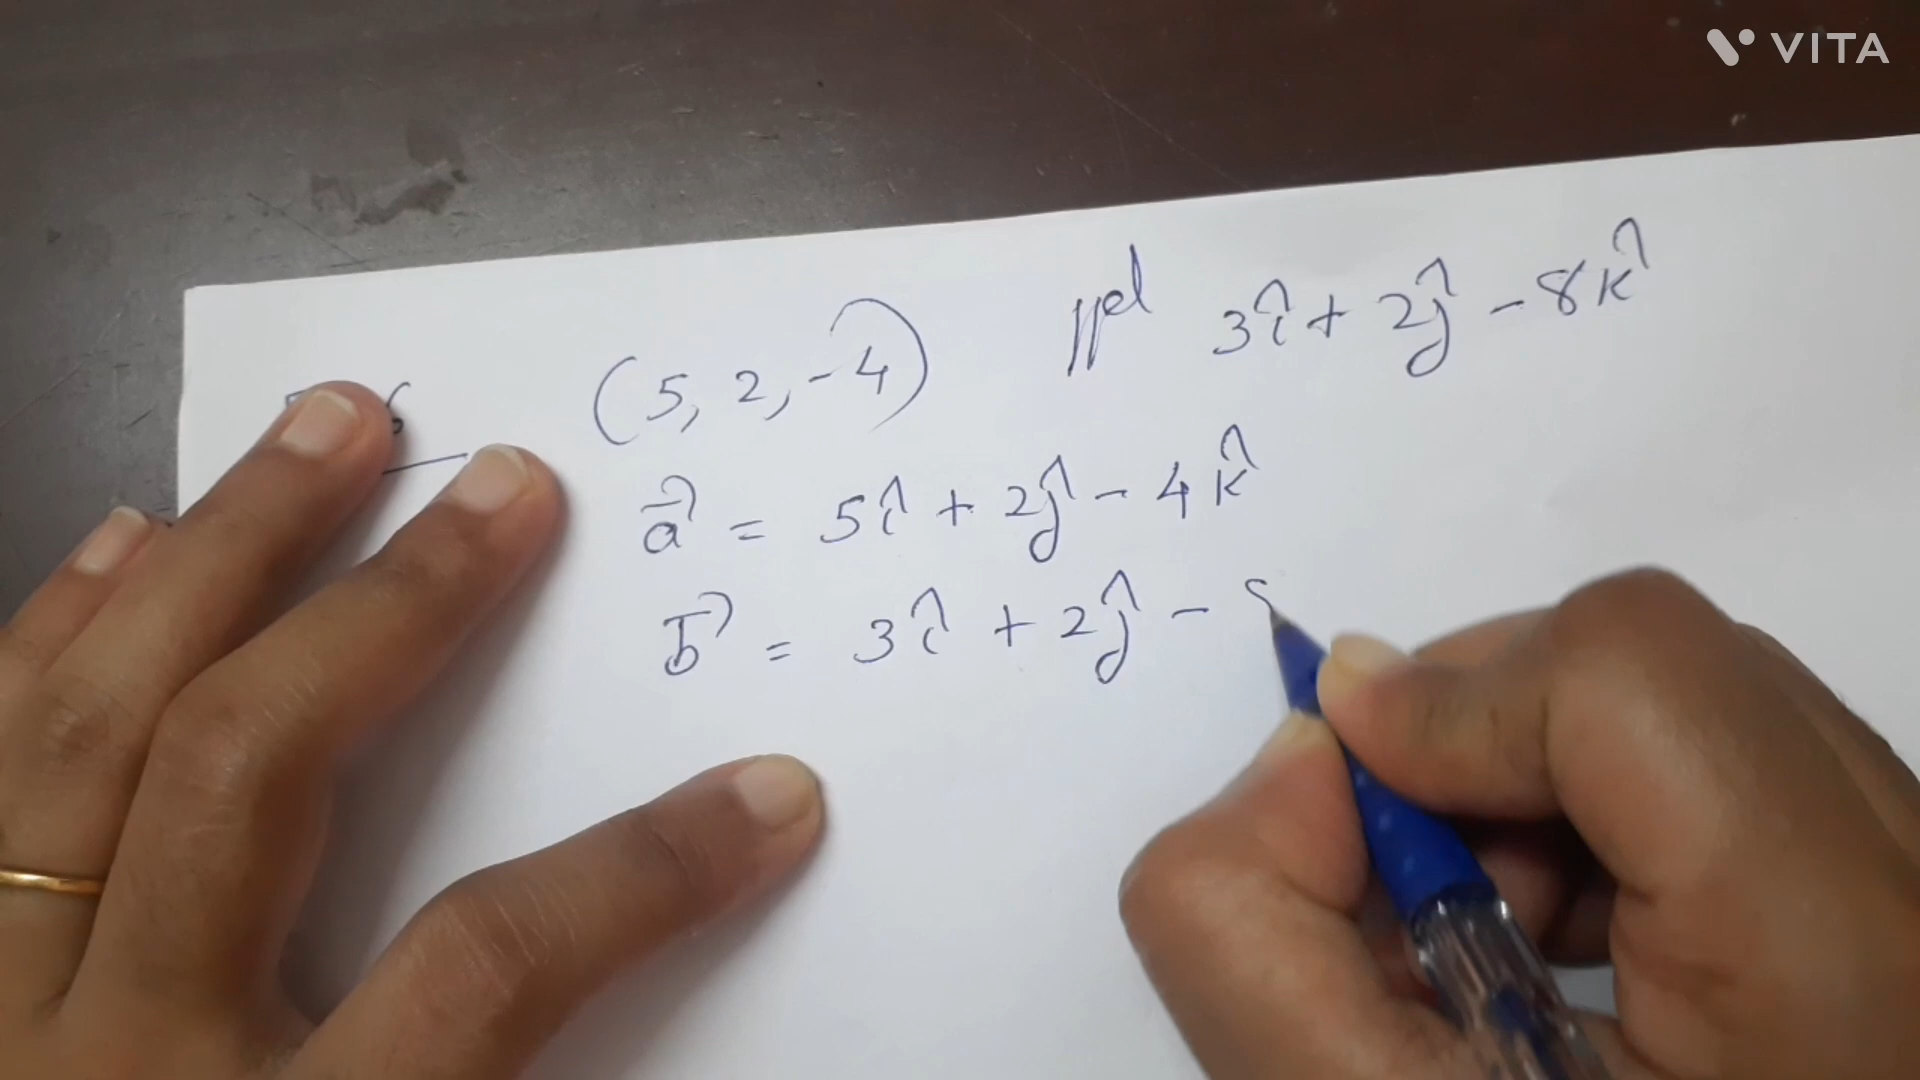 VITA
(5, 2, -4) ∥el 3î + 2ĵ - 8k̂
a⃗ = 5î + 2ĵ - 4k̂
b⃗ = 3î + 2ĵ -